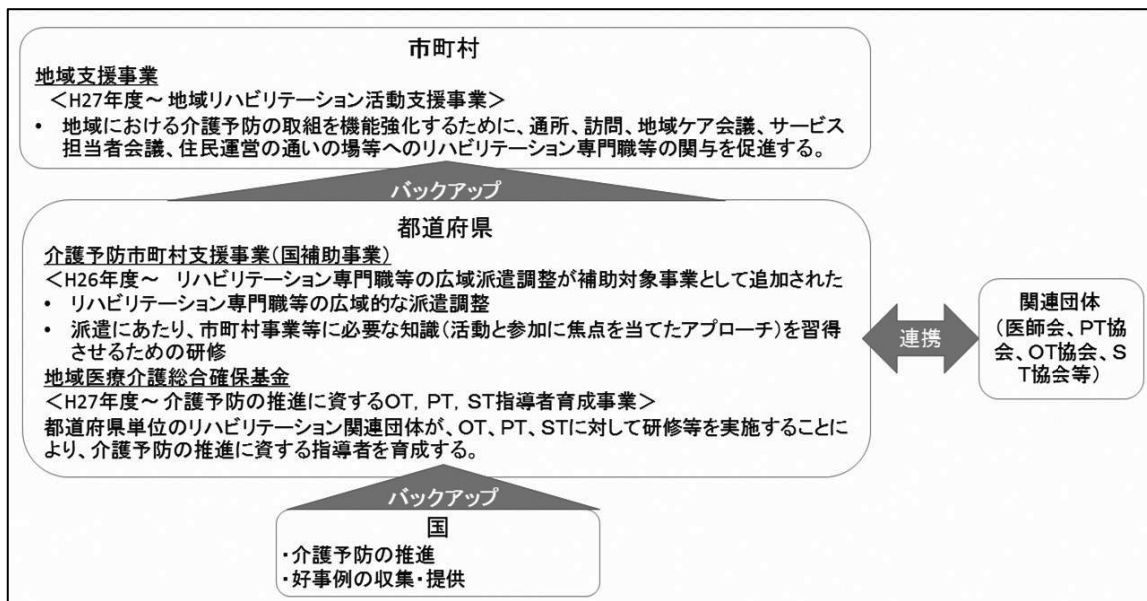 市町村
地域支援事業
＜H27年度～ 地域リハビリテーション活動支援事業＞
• 地域における介護予防の取組を機能強化するために、通所、訪問、地域ケア会議、サービス
担当者会議、住民運営の通いの場等へのリハビリテーション専門職等の関与を促進する。
バックアップ
都道府県
介護予防市町村支援事業(国補助事業)
＜H26年度～ リハビリテーション専門職等の広域派遣調整が補助対象事業として追加された
• リハビリテーション専門職等の広域的な派遣調整
• 派遣にあたり、市町村事業等に必要な知識(活動と参加に焦点を当てたアプローチ)を習得
させるための研修
地域医療介護総合確保基金
＜H27年度～ 介護予防の推進に資するOT, PT, ST指導者育成事業＞
都道府県単位のリハビリテーション関連団体が、OT、PT、STに対して研修等を実施することに
より、介護予防の推進に資する指導者を育成する。
連携
関連団体
（医師会、PT協
会、OT協会、S
T協会等）
バックアップ
国
・介護予防の推進
・好事例の収集・提供